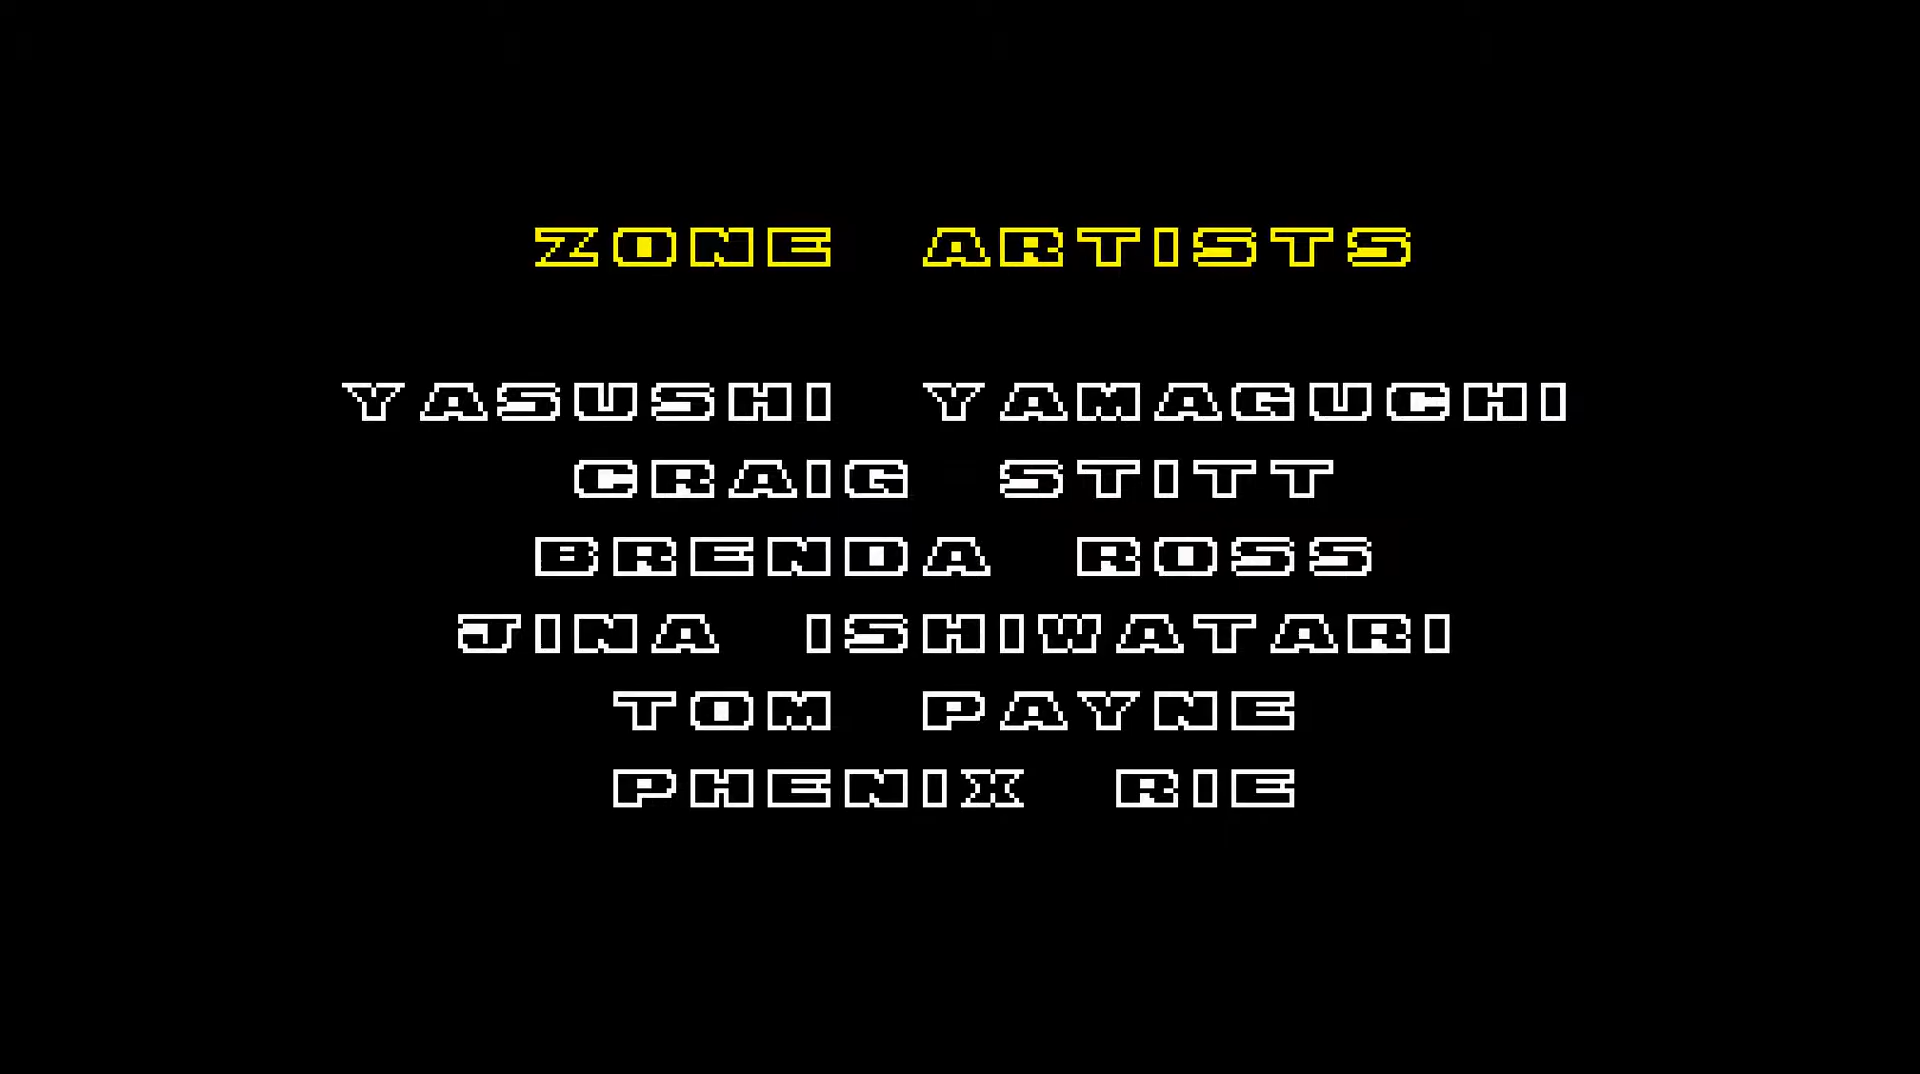 ZONE ARTISTS
YASUSHI YAMAGUCHI
CRAIG STITT
BRENDA ROSS
JINA ISHIWATARI
TOM PAYNE
PHENIX RIE